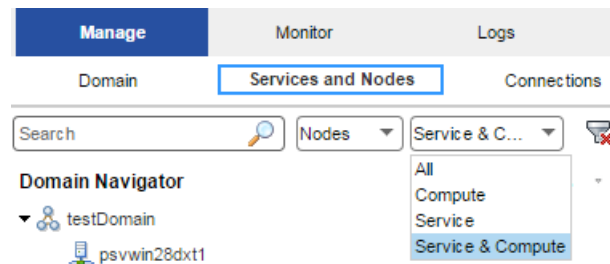 Manage Monitor Logs
Domain Services and Nodes Connections
Search Nodes Service & C...
All
Domain Navigator
Compute
testDomain
Service
Service & Compute
psvwin28dxt1